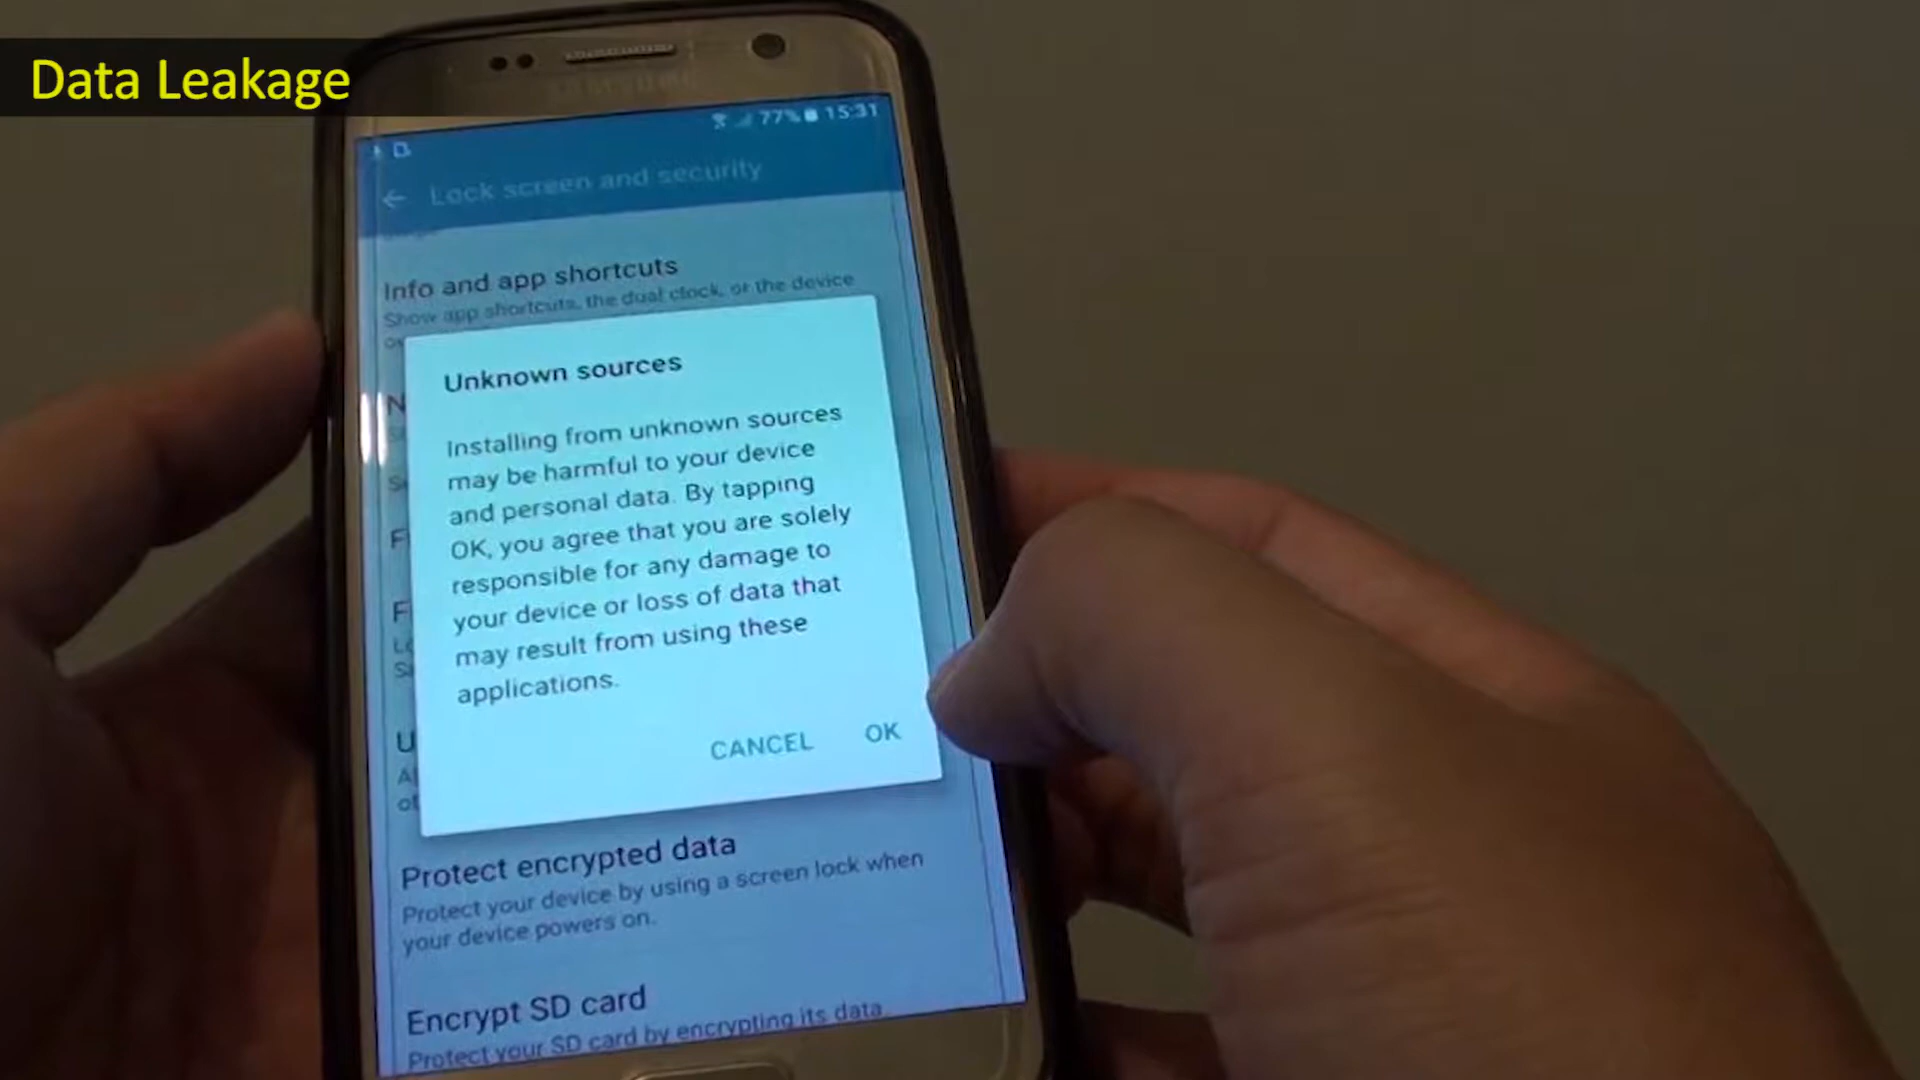 Data Leakage
SAMSUNG
77% 15:31
Lock screen and security
Info and app shortcuts
Show app shortcuts, the dual clock, or the device
Unknown sources
Installing from unknown sources
may be harmful to your device
and personal data. By tapping
OK, you agree that you are solely
responsible for any damage to
your device or loss of data that
may result from using these
applications.
CANCEL OK
Protect encrypted data
Protect your device by using a screen lock when
your device powers on.
Encrypt SD card
Protect your SD card by encrypting its data.